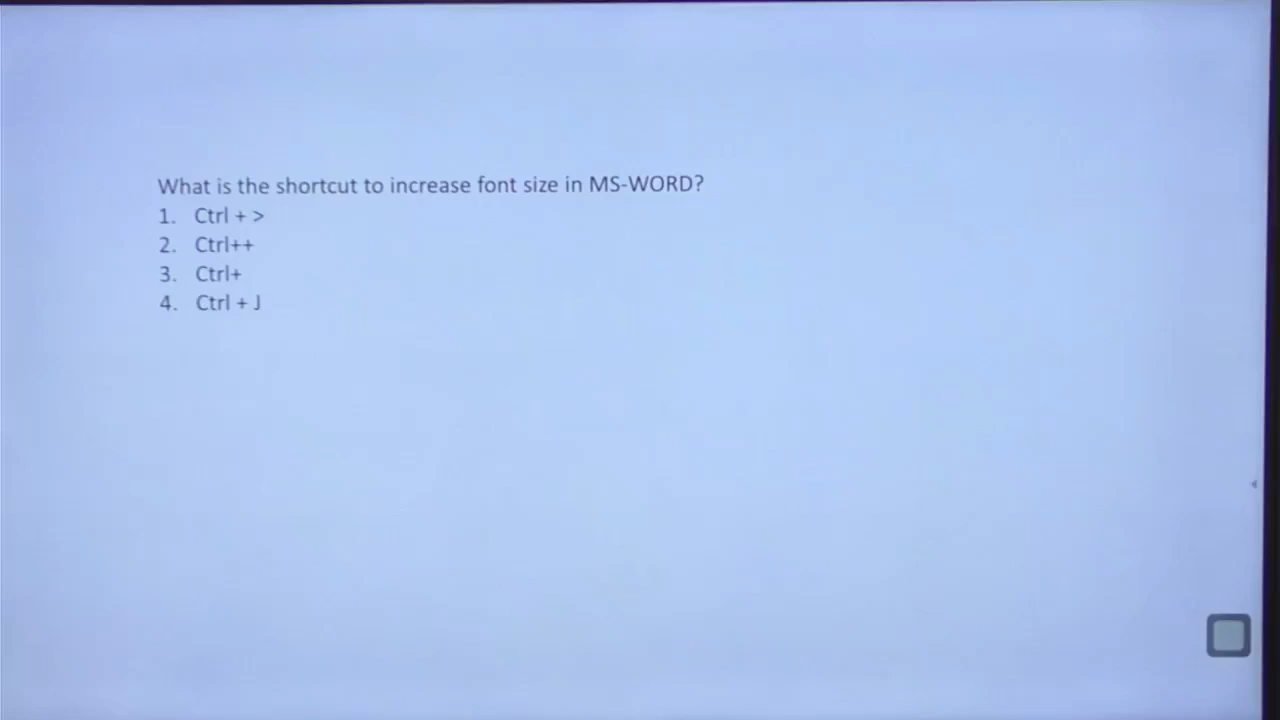 What is the shortcut to increase font size in MS-WORD?
1. Ctrl + >
2. Ctrl++
3. Ctrl+
4. Ctrl + J